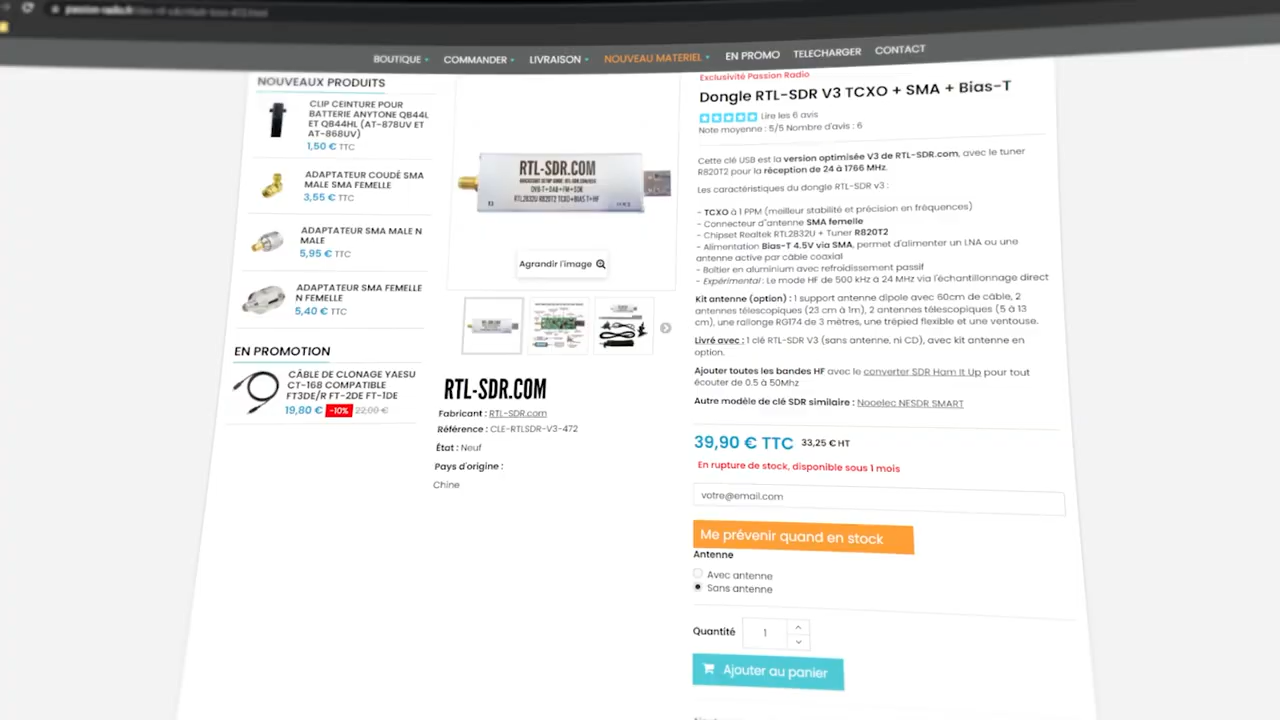 BOUTIQUE
COMMANDER
LIVRAISON
NOUVEAU MATERIEL
EN PROMO
TELECHARGER
CONTACT
NOUVEAUX PRODUITS
CLIP CEINTURE POUR
BATTERIE ANYTONE QB44L
ET QB44HL (AT-878UV ET
AT-868UV)
1,50 € TTC
ADAPTATEUR COUDÉ SMA
MALE SMA FEMELLE
3,55 € TTC
ADAPTATEUR SMA MALE N
MALE
5,95 € TTC
ADAPTATEUR SMA FEMELLE
N FEMELLE
5,40 € TTC
EN PROMOTION
CÂBLE DE CLONAGE YAESU
CT-168 COMPATIBLE
FT3DE/R FT-2DE FT-1DE
19,80 € -10% 22,00 €
RTL-SDR.COM
DVB-T+DAB+FM+SDR
RTL2832U R820T2 TCXO+BIAS T+HF
Agrandir l'image
RTL-SDR.COM
Fabricant : RTL-SDR.com
Référence : CLE-RTLSDR-V3-472
État : Neuf
Pays d'origine :
Chine
Exclusivité Passion Radio
Dongle RTL-SDR V3 TCXO + SMA + Bias-T
Lire les 6 avis
Note moyenne : 5/5 Nombre d'avis : 6
Cette clé USB est la version optimisée V3 de RTL-SDR.com, avec le tuner
R820T2 pour la réception de 24 à 1766 MHz.
Les caractéristiques du dongle RTL-SDR v3 :
- TCXO à 1 PPM (meilleur stabilité et précision en fréquences)
- Connecteur d'antenne SMA femelle
- Chipset Realtek RTL2832U + Tuner R820T2
- Alimentation Bias-T 4.5V via SMA, permet d'alimenter un LNA ou une
antenne active par câble coaxial
- Boîtier en aluminium avec refroidissement passif
- Expérimental : Le mode HF de 500 kHz à 24 MHz via l'échantillonnage direct
Kit antenne (option) : 1 support antenne dipole avec 60cm de câble, 2
antennes télescopiques (23 cm à 1m), 2 antennes télescopiques (5 à 13
cm), une rallonge RG174 de 3 mètres, une trépied flexible et une ventouse.
Livré avec : 1 clé RTL-SDR V3 (sans antenne, ni CD), avec kit antenne en
option.
Ajouter toutes les bandes HF avec le converter SDR Ham It Up pour tout
écouter de 0.5 à 50Mhz
Autre modèle de clé SDR similaire : Nooelec NESDR SMART
39,90 € TTC 33,25 € HT
En rupture de stock, disponible sous 1 mois
votre@email.com
Me prévenir quand en stock
Antenne
Avec antenne
Sans antenne
Quantité 1
Ajouter au panier